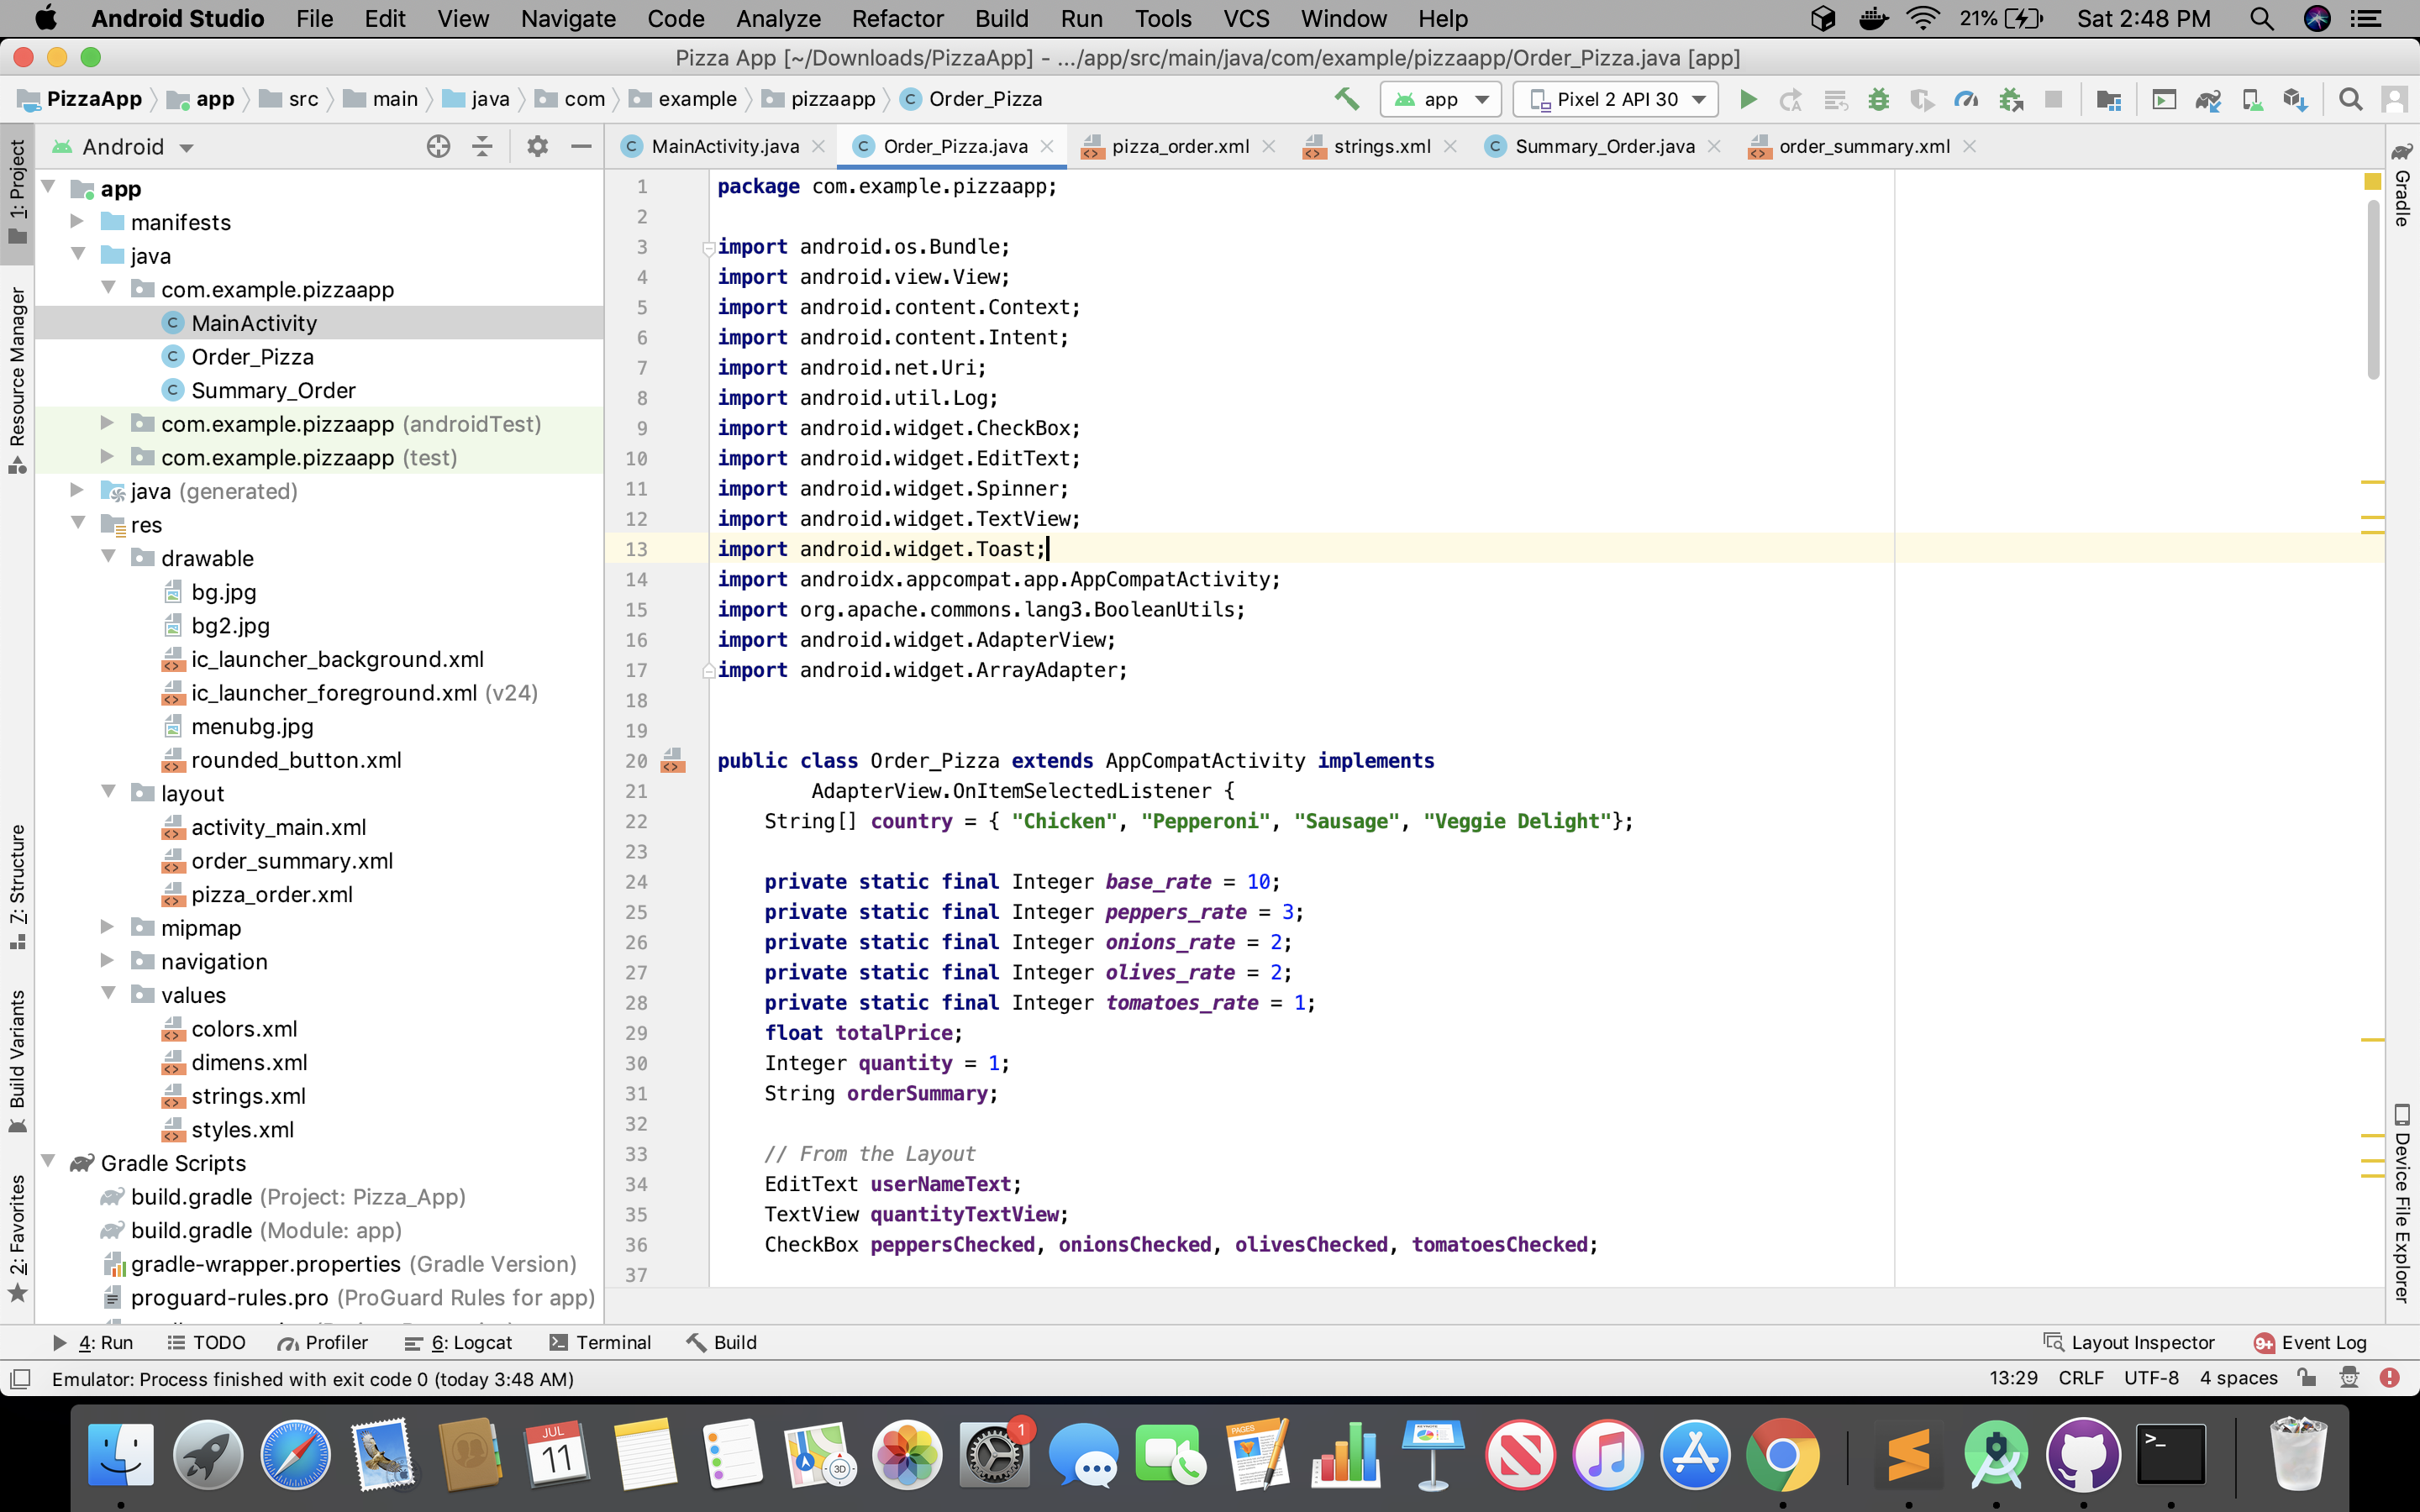 Android Studio File Edit View Navigate Code Analyze Refactor Build Run Tools VCS Window Help 21% Sat 2:48 PM
Pizza App [~/Downloads/PizzaApp] - .../app/src/main/java/com/example/pizzaapp/Order_Pizza.java [app]
PizzaApp app src main java com example pizzaapp Order_Pizza app Pixel 2 API 30
Android
MainActivity.java Order_Pizza.java pizza_order.xml strings.xml Summary_Order.java order_summary.xml
1: Project
Resource Manager
7: Structure
Build Variants
2: Favorites
app
manifests
java
com.example.pizzaapp
MainActivity
Order_Pizza
Summary_Order
com.example.pizzaapp (androidTest)
com.example.pizzaapp (test)
java (generated)
res
drawable
bg.jpg
bg2.jpg
ic_launcher_background.xml
ic_launcher_foreground.xml (v24)
menubg.jpg
rounded_button.xml
layout
activity_main.xml
order_summary.xml
pizza_order.xml
mipmap
navigation
values
colors.xml
dimens.xml
strings.xml
styles.xml
Gradle Scripts
build.gradle (Project: Pizza_App)
build.gradle (Module: app)
gradle-wrapper.properties (Gradle Version)
proguard-rules.pro (ProGuard Rules for app)
1 package com.example.pizzaapp;
2
3 import android.os.Bundle;
4 import android.view.View;
5 import android.content.Context;
6 import android.content.Intent;
7 import android.net.Uri;
8 import android.util.Log;
9 import android.widget.CheckBox;
10 import android.widget.EditText;
11 import android.widget.Spinner;
12 import android.widget.TextView;
13 import android.widget.Toast;
14 import androidx.appcompat.app.AppCompatActivity;
15 import org.apache.commons.lang3.BooleanUtils;
16 import android.widget.AdapterView;
17 import android.widget.ArrayAdapter;
18
19
20 public class Order_Pizza extends AppCompatActivity implements
21 AdapterView.OnItemSelectedListener {
22 String[] country = { "Chicken", "Pepperoni", "Sausage", "Veggie Delight"};
23
24 private static final Integer base_rate = 10;
25 private static final Integer peppers_rate = 3;
26 private static final Integer onions_rate = 2;
27 private static final Integer olives_rate = 2;
28 private static final Integer tomatoes_rate = 1;
29 float totalPrice;
30 Integer quantity = 1;
31 String orderSummary;
32
33 // From the Layout
34 EditText userNameText;
35 TextView quantityTextView;
36 CheckBox peppersChecked, onionsChecked, olivesChecked, tomatoesChecked;
37
Gradle
Device File Explorer
4: Run TODO Profiler 6: Logcat Terminal Build Layout Inspector 9+ Event Log
Emulator: Process finished with exit code 0 (today 3:48 AM) 13:29 CRLF UTF-8 4 spaces
JUL
11
3D
1
PAGES
>_